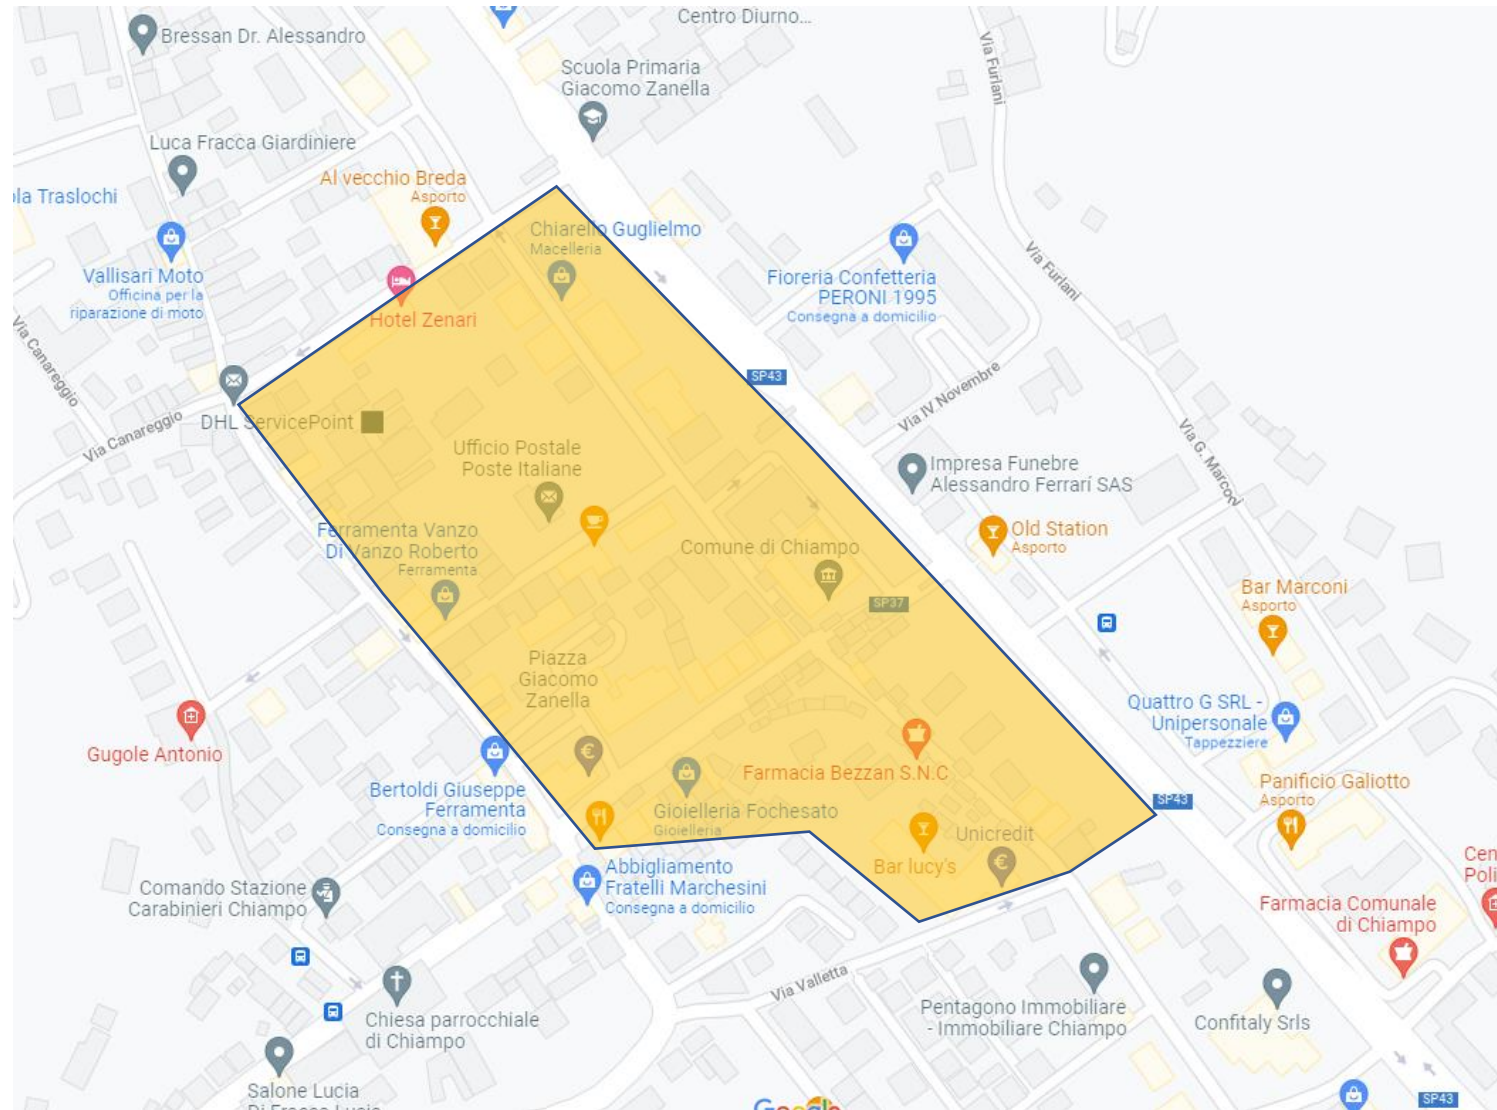 Centro Diurno...
Bressan Dr. Alessandro
Scuola Primaria
Giacomo Zanella
Via Furlani
Luca Fracca Giardiniere
Al vecchio Breda
Asporto
la Traslochi
Chiarello Guglielmo
Macelleria
Vallisari Moto
Officina per la
riparazione di moto
Fioreria Confetteria
PERONI 1995
Consegna a domicilio
Via Furlani
Hotel Zenari
Via Canareggio
SP43
Via IV Novembre
DHL ServicePoint
Via Canareggio
Ufficio Postale
Poste Italiane
Via G. Marconi
Impresa Funebre
Alessandro Ferrari SAS
Ferramenta Vanzo
Di Vanzo Roberto
Ferramenta
Comune di Chiampo
Old Station
Asporto
SP37
Bar Marconi
Asporto
Piazza
Giacomo
Zanella
Quattro G SRL -
Unipersonale
Tappezziere
Gugole Antonio
Farmacia Bezzan S.N.C
Bertoldi Giuseppe
Ferramenta
Consegna a domicilio
Gioielleria Fochesato
Gioielleria
SP43
Panificio Galiotto
Asporto
Unicredit
Bar lucy's
Abbigliamento
Fratelli Marchesini
Consegna a domicilio
Cen
Poli
Comando Stazione
Carabinieri Chiampo
Farmacia Comunale
di Chiampo
Via Valletta
Chiesa parrocchiale
di Chiampo
Pentagono Immobiliare
- Immobiliare Chiampo
Confitaly Srls
Salone Lucia
Di Fracca Lucia
Google
SP43